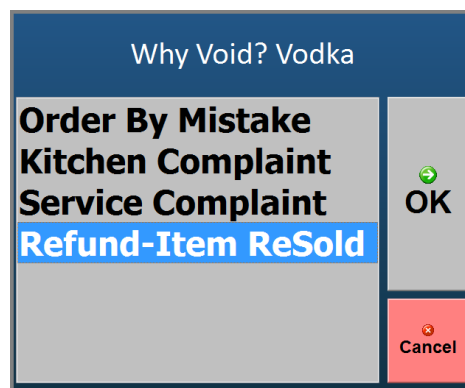 Why Void? Vodka
Order By Mistake
Kitchen Complaint
Service Complaint
Refund-Item ReSold
OK
Cancel